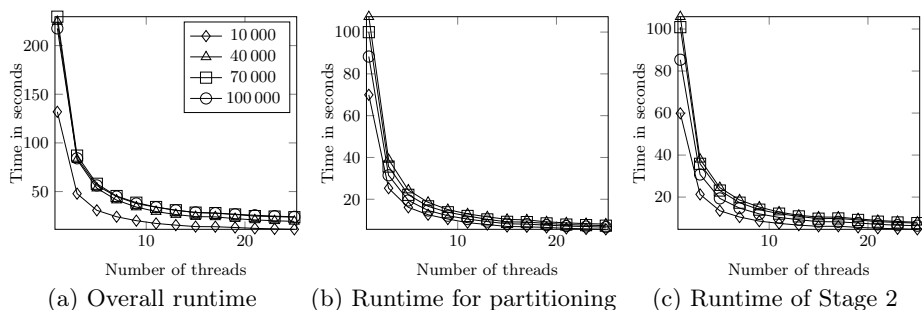 10 000
40 000
70 000
100 000
200
150
100
50
10
20
Time in seconds
Number of threads
(a) Overall runtime
100
80
60
40
20
10
20
Time in seconds
Number of threads
(b) Runtime for partitioning
100
80
60
40
20
10
20
Time in seconds
Number of threads
(c) Runtime of Stage 2